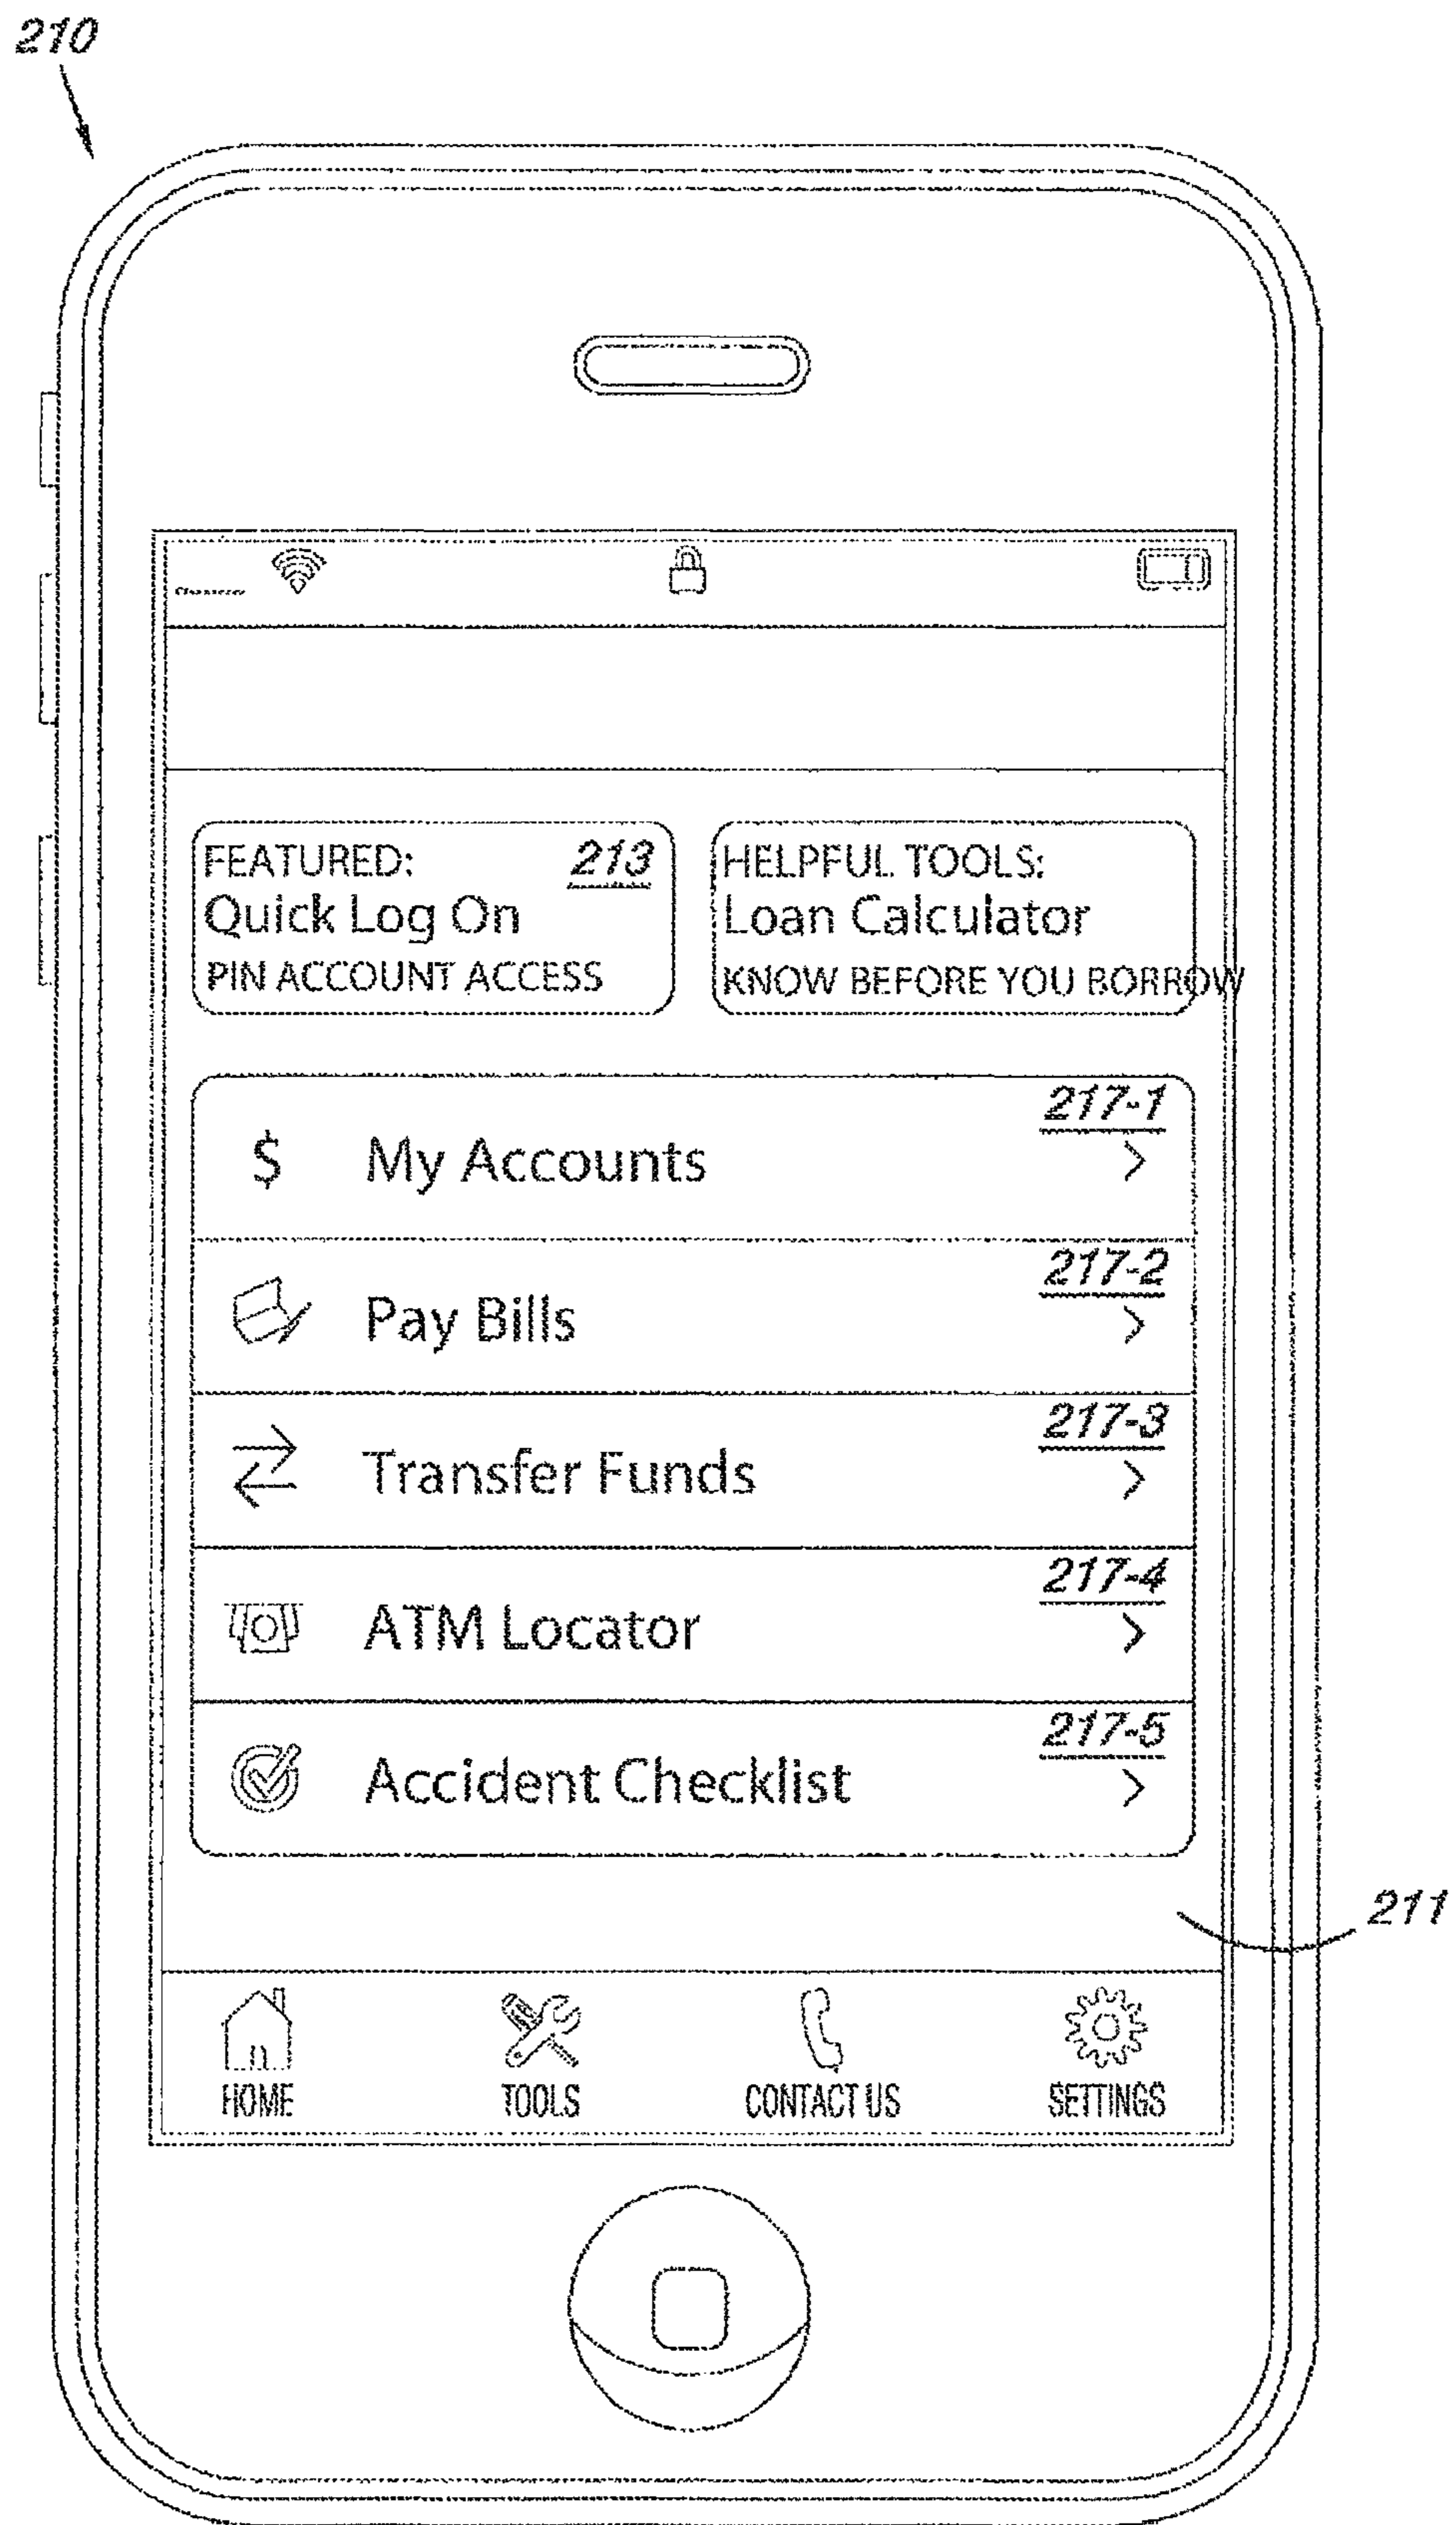 210
FEATURED: 213
Quick Log On
PIN ACCOUNT ACCESS
HELPFUL TOOLS:
Loan Calculator
KNOW BEFORE YOU BORROW
217-1
$ My Accounts >
217-2
Pay Bills >
217-3
Transfer Funds >
217-4
ATM Locator >
217-5
Accident Checklist >
211
HOME TOOLS CONTACT US SETTINGS